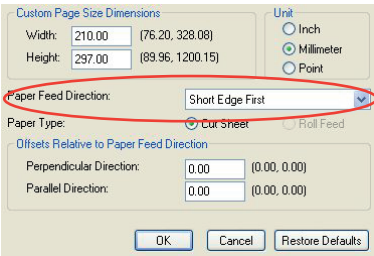 Custom Page Size Dimensions
Unit
Width: 210.00 (76.20, 328.08)
Inch
Height: 297.00 (89.96, 1200.15)
Millimeter
Point
Paper Feed Direction: Short Edge First
Paper Type: Cut Sheet Roll Feed
Offsets Relative to Paper Feed Direction
Perpendicular Direction: 0.00 (0.00, 0.00)
Parallel Direction: 0.00 (0.00, 0.00)
OK Cancel Restore Defaults